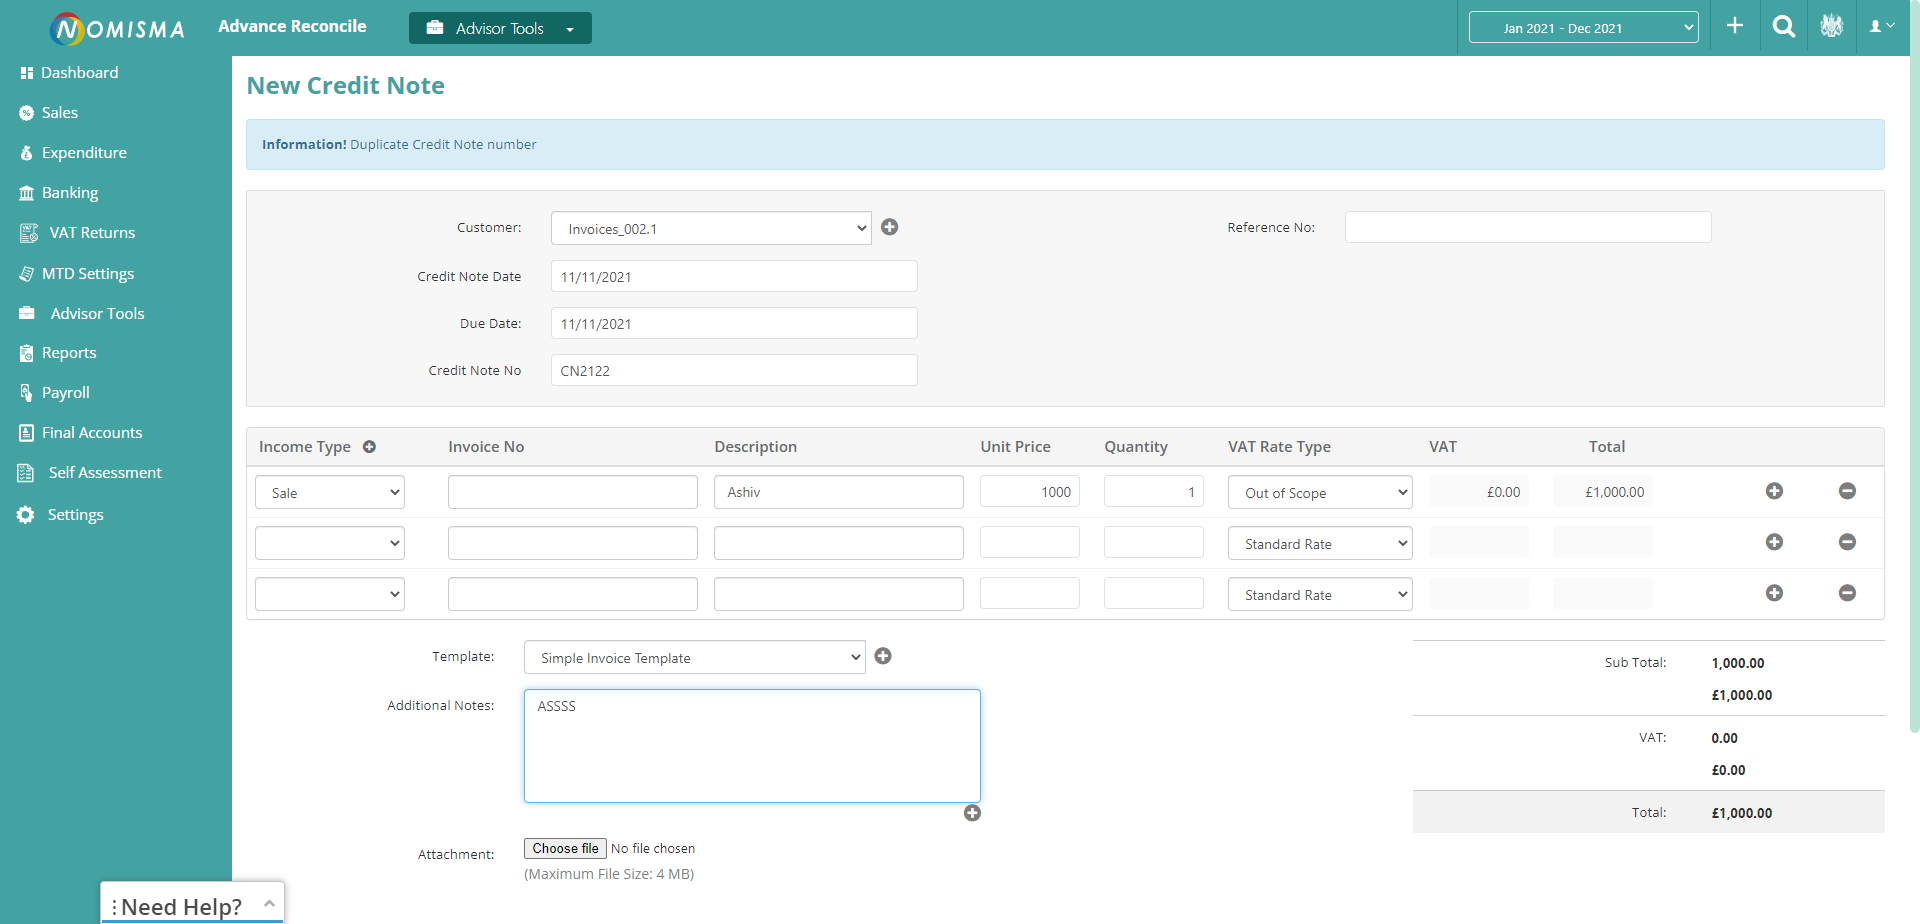 NOMISMA
Advance Reconcile
Advisor Tools
Jan 2021 - Dec 2021
Dashboard
Sales
Expenditure
Banking
VAT Returns
MTD Settings
Advisor Tools
Reports
Payroll
Final Accounts
Self Assessment
Settings
New Credit Note
Information! Duplicate Credit Note number
Customer: Invoices_002.1 Reference No:
Credit Note Date 11/11/2021
Due Date: 11/11/2021
Credit Note No CN2122
Income Type Invoice No Description Unit Price Quantity VAT Rate Type VAT Total
Sale Ashiv 1000 1 Out of Scope £0.00 £1,000.00
Standard Rate
Standard Rate
Template: Simple Invoice Template
Additional Notes: ASSSS
Attachment: Choose file No file chosen
(Maximum File Size: 4 MB)
Sub Total: 1,000.00
£1,000.00
VAT: 0.00
£0.00
Total: £1,000.00
Need Help?